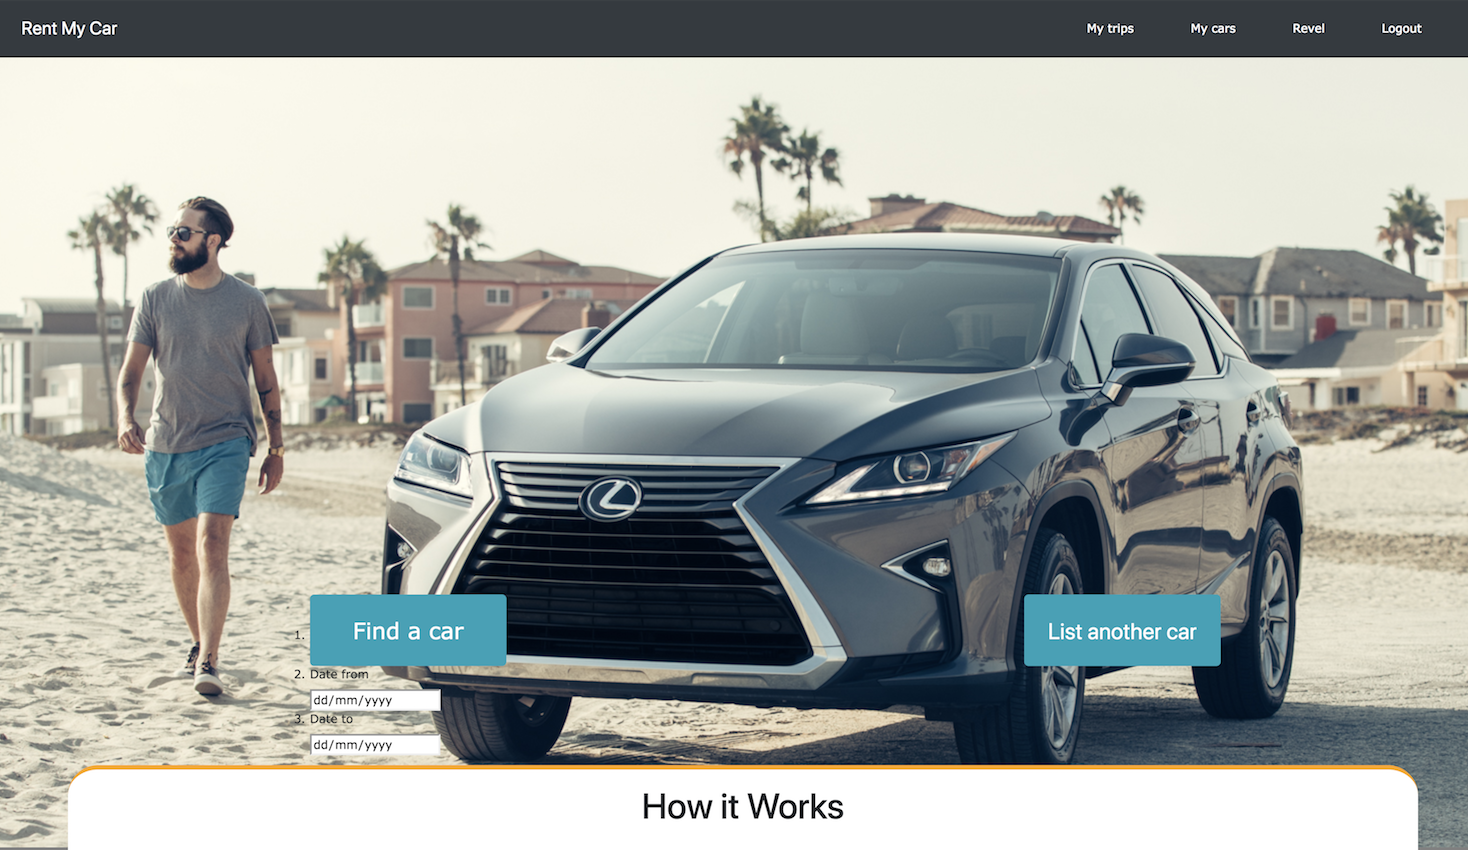 Rent My Car
My trips
My cars
Revel
Logout
1. Find a car
List another car
2. Date from
dd/mm/yyyy
3. Date to
dd/mm/yyyy
How it Works